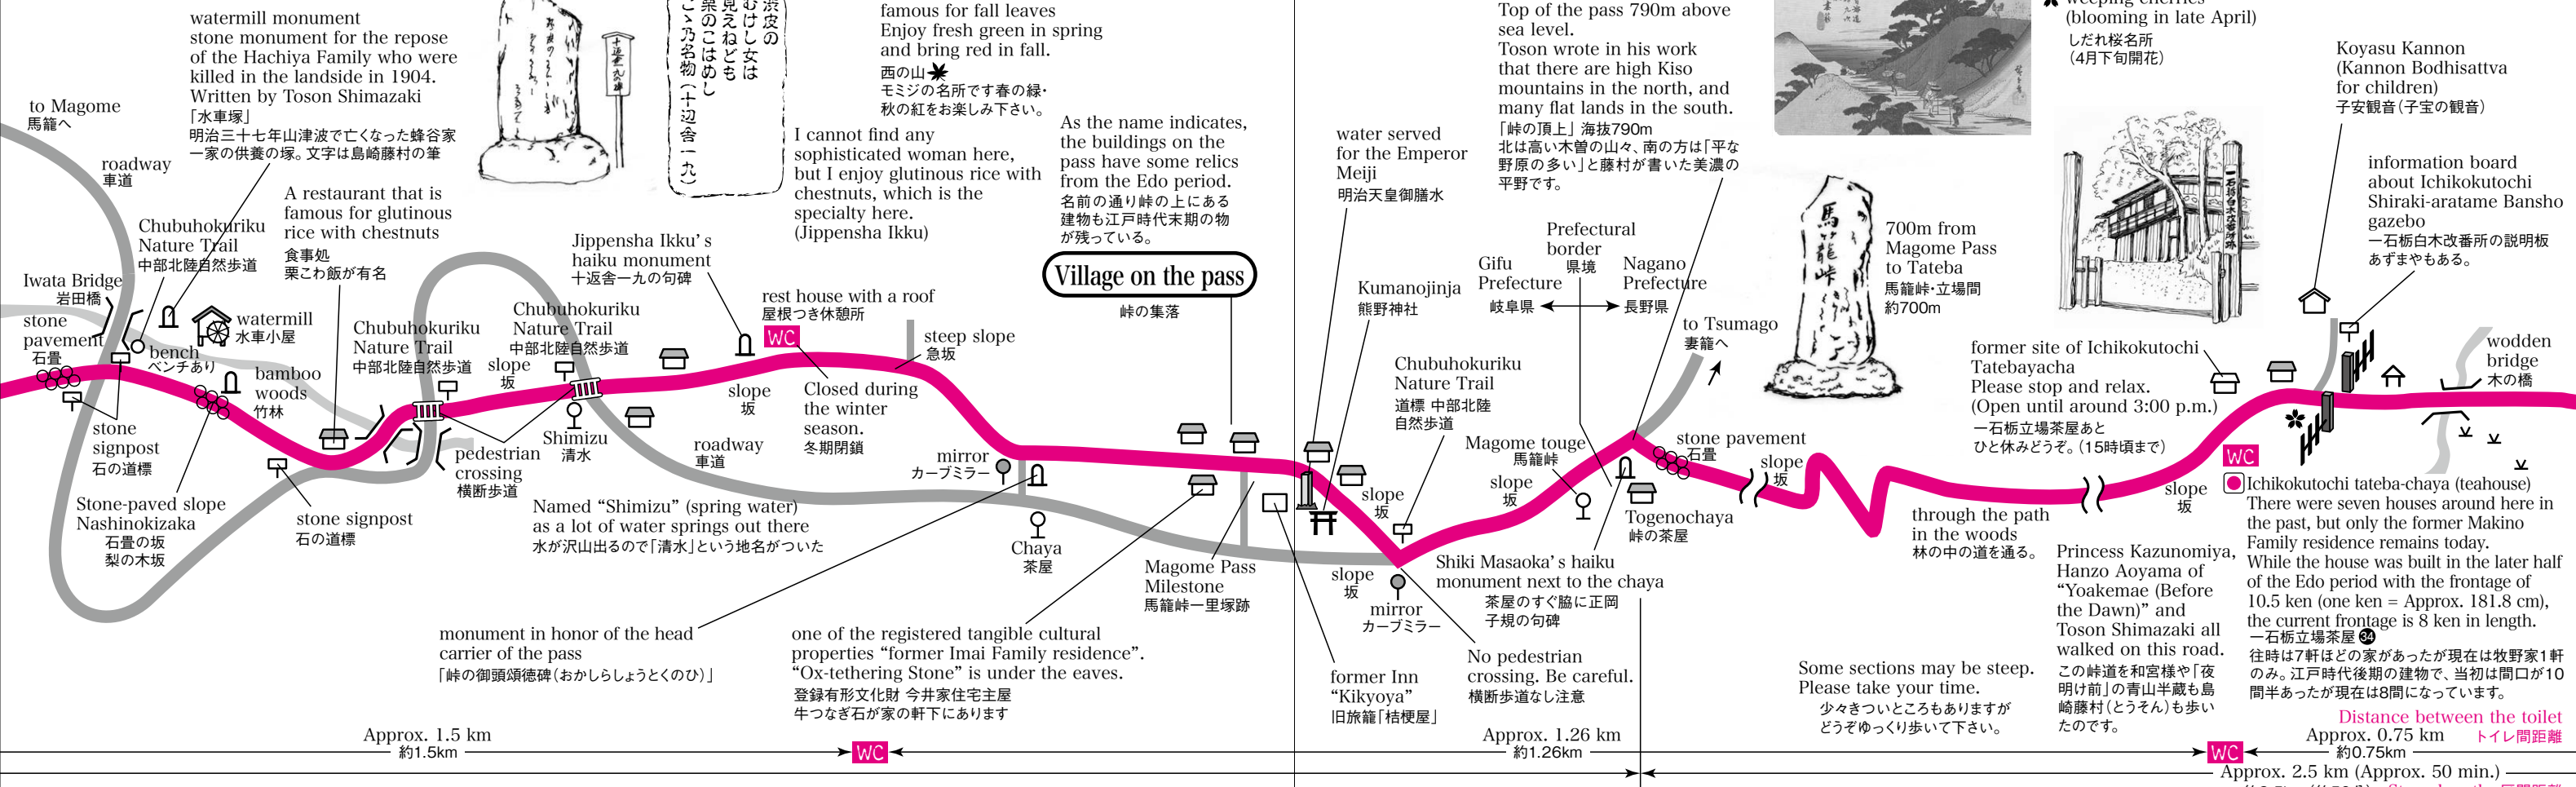 watermill monument
stone monument for the repose
of the Hachiya Family who were
killed in the landside in 1904.
Written by Toson Shimazaki
「水車塚」
明治三十七年山津波で亡くなった蜂谷家
一家の供養の塚。文字は島崎藤村の筆
to Magome
馬籠へ
roadway
車道
Chubuhokuriku
Nature Trail
中部北陸自然歩道
A restaurant that is
famous for glutinous
rice with chestnuts
食事処
栗こわ飯が有名
Iwata Bridge
岩田橋
stone
pavement
石畳
bench
ベンチあり
watermill
水車小屋
bamboo
woods
竹林
stone
signpost
石の道標
Stone-paved slope
Nashinokizaka
石畳の坂
梨の木坂
stone signpost
石の道標
Chubuhokuriku
Nature Trail
中部北陸自然歩道
pedestrian
crossing
横断歩道
slope
坂
Chubuhokuriku
Nature Trail
中部北陸自然歩道
Shimizu
清水
Named “Shimizu” (spring water)
as a lot of water springs out there
水が沢山出るので「清水」という地名がついた
Jippensha Ikku’s
haiku monument
十返舎一九の句碑
十返舎一九の碑
渋皮の
むけし女は
見えねども
栗のこはめし
こゝ乃名物(十辺舎一九)
famous for fall leaves
Enjoy fresh green in spring
and bring red in fall.
西の山
モミジの名所です春の緑・
秋の紅をお楽しみ下さい。
I cannot find any
sophisticated woman here,
but I enjoy glutinous rice with
chestnuts, which is the
specialty here.
(Jippensha Ikku)
rest house with a roof
屋根つき休憩所
WC
Closed during
the winter
season.
冬期閉鎖
slope
坂
roadway
車道
steep slope
急坂
mirror
カーブミラー
Chaya
茶屋
monument in honor of the head
carrier of the pass
「峠の御頭頌徳碑(おかしらしょうとくのひ)」
As the name indicates,
the buildings on the
pass have some relics
from the Edo period.
名前の通り峠の上にある
建物も江戸時代末期の物
が残っている。
Village on the pass
峠の集落
one of the registered tangible cultural
properties “former Imai Family residence”.
“Ox-tethering Stone” is under the eaves.
登録有形文化財 今井家住宅主屋
牛つなぎ石が家の軒下にあります
Magome Pass
Milestone
馬籠峠一里塚跡
former Inn
“Kikyoya”
旧旅籠「桔梗屋」
water served
for the Emperor
Meiji
明治天皇御膳水
Kumanojinja
熊野神社
slope
坂
slope
坂
Chubuhokuriku
Nature Trail
道標 中部北陸
自然歩道
mirror
カーブミラー
No pedestrian
crossing. Be careful.
横断歩道なし注意
Top of the pass 790m above
sea level.
Toson wrote in his work
that there are high Kiso
mountains in the north, and
many flat lands in the south.
「峠の頂上」 海抜790m
北は高い木曽の山々、南の方は「平な
野原の多い」と藤村が書いた美濃の
平野です。
Prefectural
border
県境
Gifu
Prefecture
岐阜県
Nagano
Prefecture
長野県
to Tsumago
妻籠へ
Magome touge
馬籠峠
slope
坂
stone pavement
石畳
Togenochaya
峠の茶屋
Shiki Masaoka’s haiku
monument next to the chaya
茶屋のすぐ脇に正岡
子規の句碑
slope
坂
馬籠峠
700m from
Magome Pass
to Tateba
馬籠峠・立場間
約700m
Some sections may be steep.
Please take your time.
少々きついところもありますが
どうぞゆっくり歩いて下さい。
through the path
in the woods
林の中の道を通る。
Princess Kazunomiya,
Hanzo Aoyama of
“Yoakemae (Before
the Dawn)” and
Toson Shimazaki all
walked on this road.
この峠道を和宮様や「夜
明け前」の青山半蔵も島
崎藤村(とうそん)も歩い
たのです。
(blooming in late April)
しだれ桜名所
(4月下旬開花)
former site of Ichikokutochi
Tatebayacha
Please stop and relax.
(Open until around 3:00 p.m.)
一石栃立場茶屋あと
ひと休みどうぞ。(15時頃まで)
slope
坂
WC
Koyasu Kannon
(Kannon Bodhisattva
for children)
子安観音(子宝の観音)
information board
about Ichikokutochi
Shiraki-aratame Bansho
gazebo
一石栃白木改番所の説明板
あずまやもある。
wodden
bridge
木の橋
Ichikokutochi tateba-chaya (teahouse)
There were seven houses around here in
the past, but only the former Makino
Family residence remains today.
While the house was built in the later half
of the Edo period with the frontage of
10.5 ken (one ken = Approx. 181.8 cm),
the current frontage is 8 ken in length.
一石栃立場茶屋 34
往時は7軒ほどの家があったが現在は牧野家1軒
のみ。江戸時代後期の建物で、当初は間口が10
間半あったが現在は8間になっています。
Distance between the toilet
トイレ間距離
Approx. 1.5 km
約1.5km
WC
Approx. 1.26 km
約1.26km
WC
Approx. 0.75 km
約0.75km
Approx. 2.5 km (Approx. 50 min.)